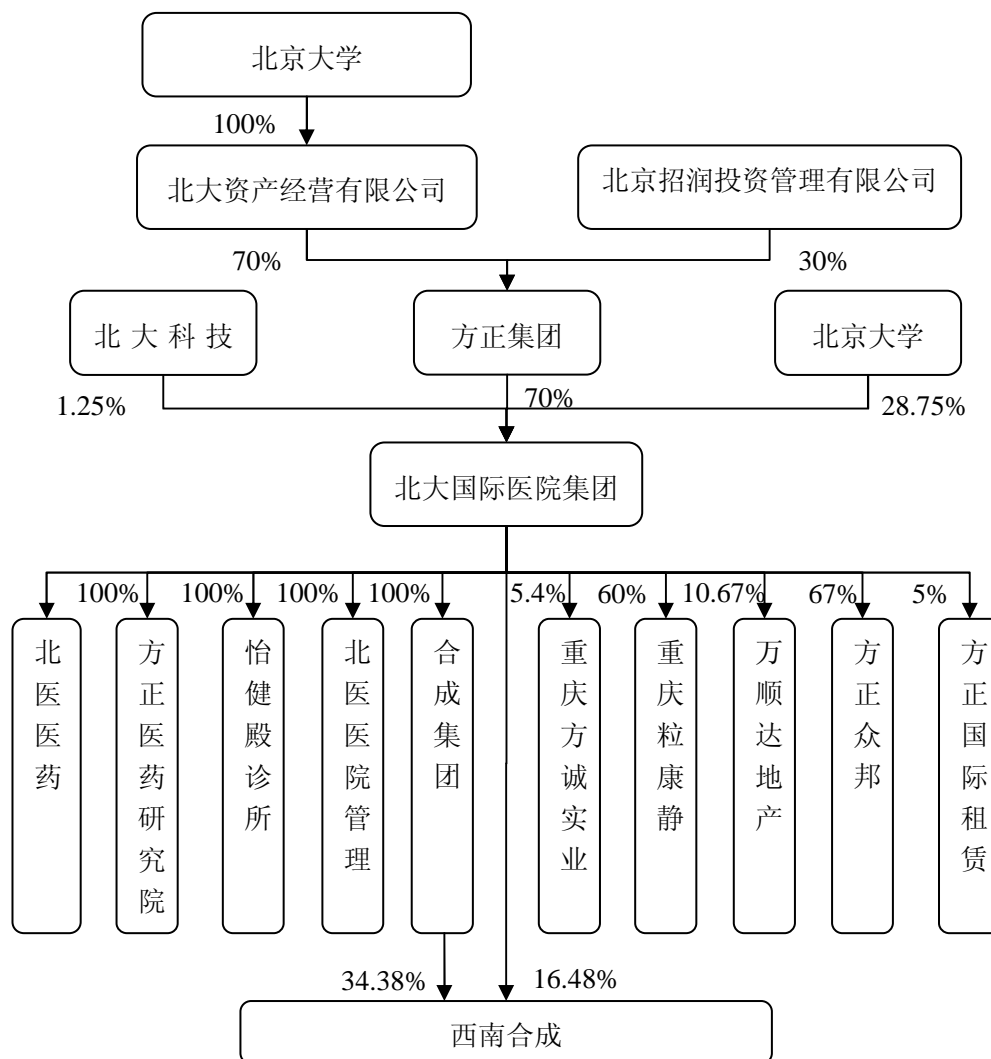 北京大学
100%
北大资产经营有限公司
北京招润投资管理有限公司
70%
30%
北 大 科 技
方正集团
北京大学
1.25%
70%
28.75%
北大国际医院集团
100%
100%
100%
100%
5.4%
60%
10.67%
67%
5%
北医医药
方正医药研究院
怡健殿诊所
北医医院管理
合成集团
重庆方诚实业
重庆粒康静
万顺达地产
方正众邦
方正国际租赁
34.38%
16.48%
西南合成